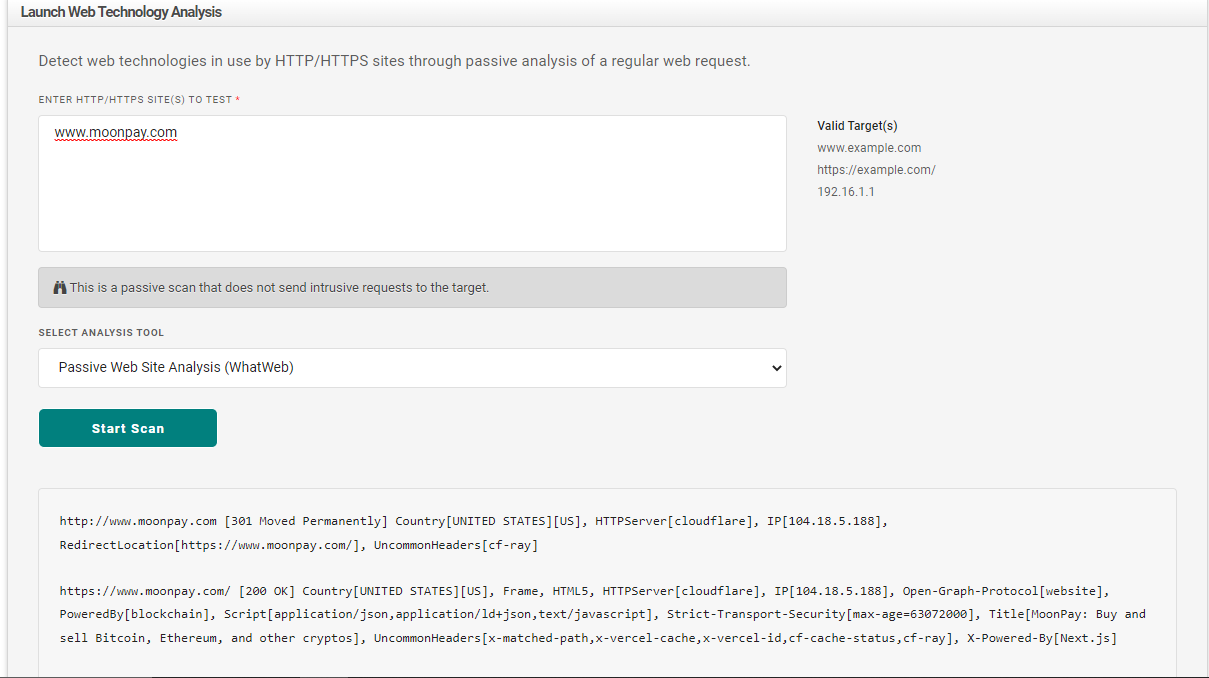 Launch Web Technology Analysis
Detect web technologies in use by HTTP/HTTPS sites through passive analysis of a regular web request.
ENTER HTTP/HTTPS SITE(S) TO TEST *
www.moonpay.com
Valid Target(s)
www.example.com
https://example.com/
192.16.1.1
This is a passive scan that does not send intrusive requests to the target.
SELECT ANALYSIS TOOL
Passive Web Site Analysis (WhatWeb)
Start Scan
http://www.moonpay.com [301 Moved Permanently] Country[UNITED STATES][US], HTTPServer[cloudflare], IP[104.18.5.188],
RedirectLocation[https://www.moonpay.com/], UncommonHeaders[cf-ray]
https://www.moonpay.com/ [200 OK] Country[UNITED STATES][US], Frame, HTML5, HTTPServer[cloudflare], IP[104.18.5.188], Open-Graph-Protocol[website],
PoweredBy[blockchain], Script[application/json,application/ld+json,text/javascript], Strict-Transport-Security[max-age=63072000], Title[MoonPay: Buy and
sell Bitcoin, Ethereum, and other cryptos], UncommonHeaders[x-matched-path,x-vercel-cache,x-vercel-id,cf-cache-status,cf-ray], X-Powered-By[Next.js]